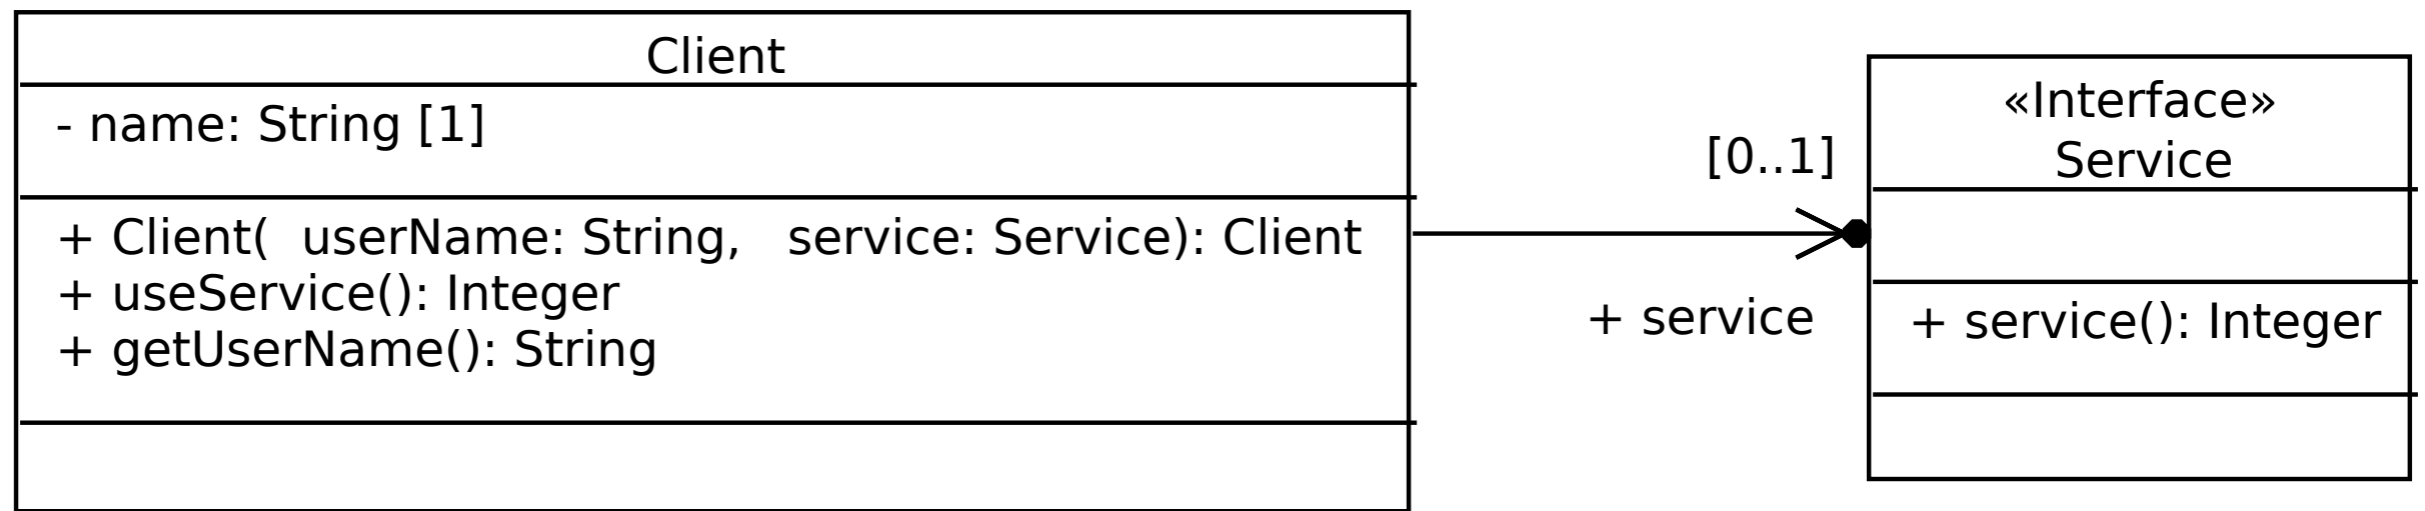 Client
- name: String [1]
+ Client(  userName: String,   service: Service): Client
+ useService(): Integer
+ getUserName(): String
[0..1]
+ service
«Interface»
Service
+ service(): Integer